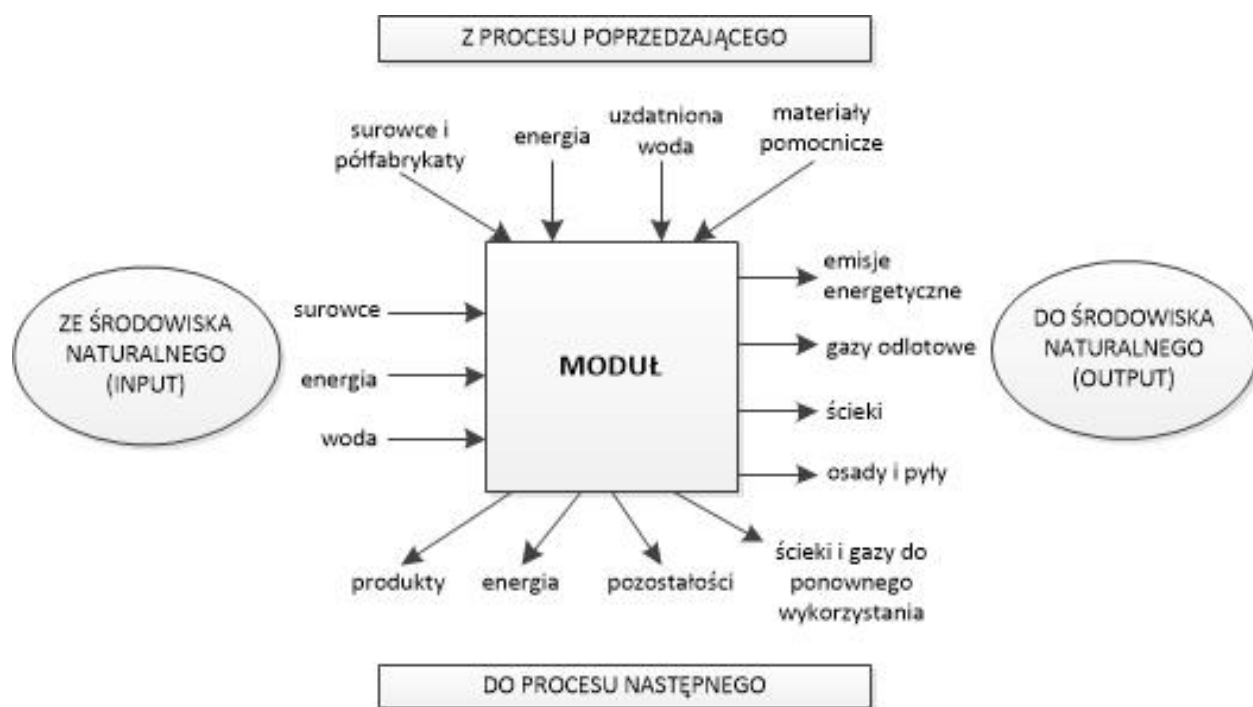 Z PROCESU POPRZEDZAJĄCEGO
surowce i
półfabrykaty
energia
uzdatniona
woda
materiały
pomocnicze
ZE ŚRODOWISKA
NATURALNEGO
(INPUT)
surowce
energia
woda
MODUŁ
emisje
energetyczne
gazy odlotowe
ścieki
osady i pyły
DO ŚRODOWISKA
NATURALNEGO
(OUTPUT)
produkty
energia
pozostałości
ścieki i gazy do
ponownego
wykorzystania
DO PROCESU NASTĘPNEGO